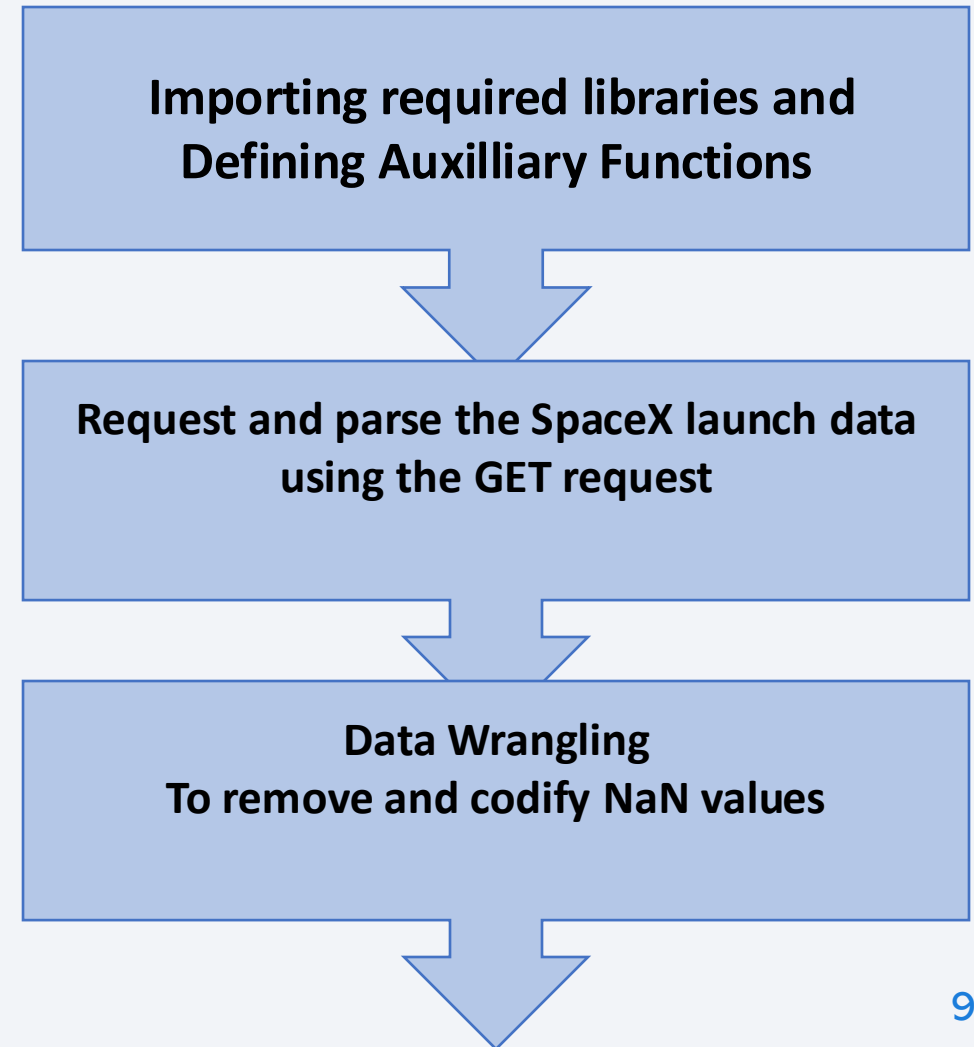 Importing required libraries and
Defining Auxilliary Functions
Request and parse the SpaceX launch data
using the GET request
Data Wrangling
To remove and codify NaN values
9